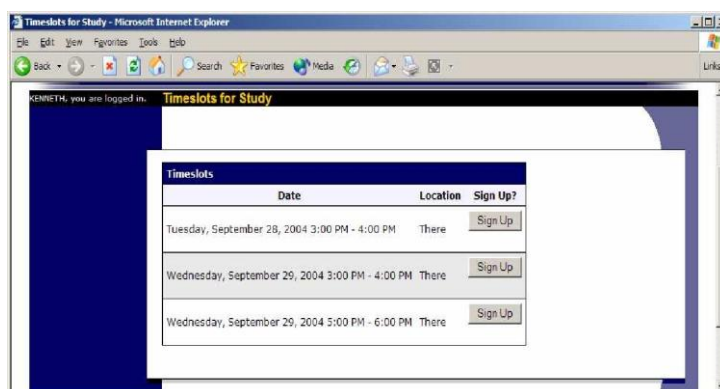 Timeslots for Study - Microsoft Internet Explorer
File Edit View Favorites Tools Help
Back Search Favorites Media Links
KENNETH, you are logged in. Timeslots for Study
Timeslots
Date Location Sign Up?
Tuesday, September 28, 2004 3:00 PM - 4:00 PM There Sign Up
Wednesday, September 29, 2004 3:00 PM - 4:00 PM There Sign Up
Wednesday, September 29, 2004 5:00 PM - 6:00 PM There Sign Up